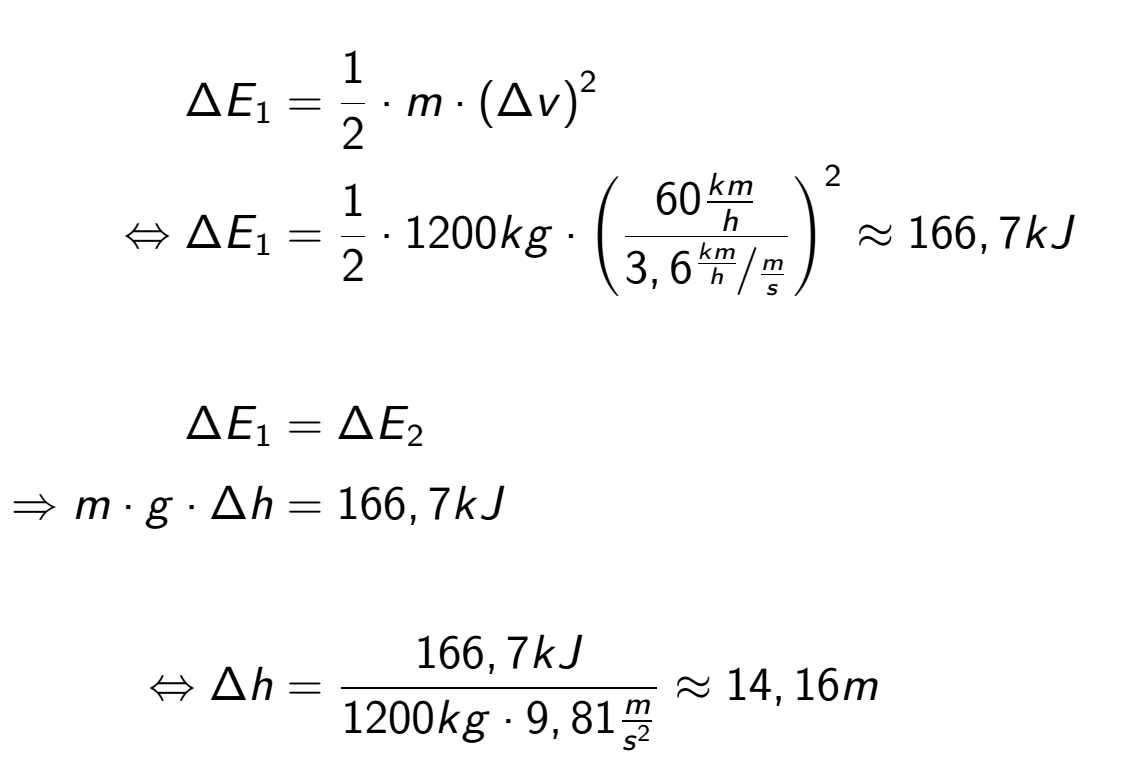 ΔE₁ = 1/2 · m · (Δv)²
⇔ ΔE₁ = 1/2 · 1200kg · (60 km/h / 3,6 km/h / m/s)² ≈ 166,7kJ
ΔE₁ = ΔE₂
⇒ m · g · Δh = 166,7kJ
⇔ Δh = 166,7kJ / 1200kg · 9,81 m/s² ≈ 14,16m